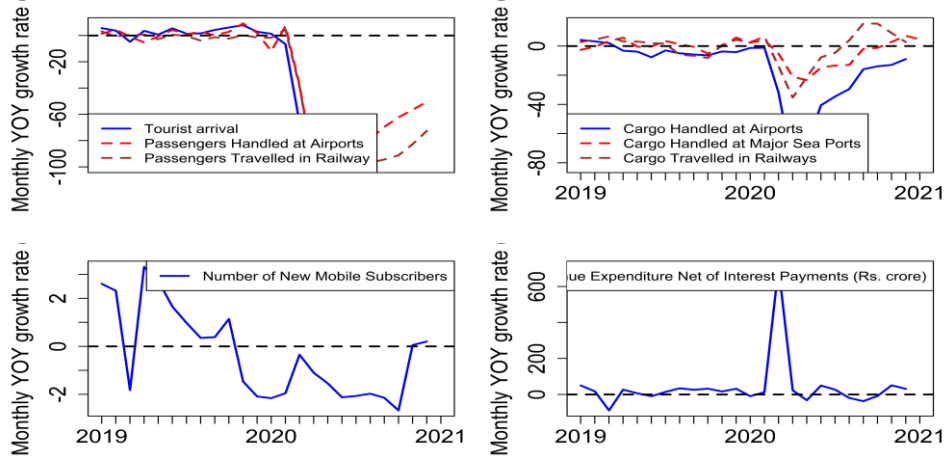 Monthly YOY growth rate (
-20
-60
-100
Tourist arrival
Passengers Handled at Airports
Passengers Travelled in Railway
Monthly YOY growth rate (
0
-40
-80
Cargo Handled at Airports
Cargo Handled at Major Sea Ports
Cargo Travelled in Railways
2019
2020
2021
Monthly YOY growth rate (
2
0
2
Number of New Mobile Subscribers
2019
2020
2021
Monthly YOY growth rate (
600
200
0
ue Expenditure Net of Interest Payments (Rs. crore)
2019
2020
2021